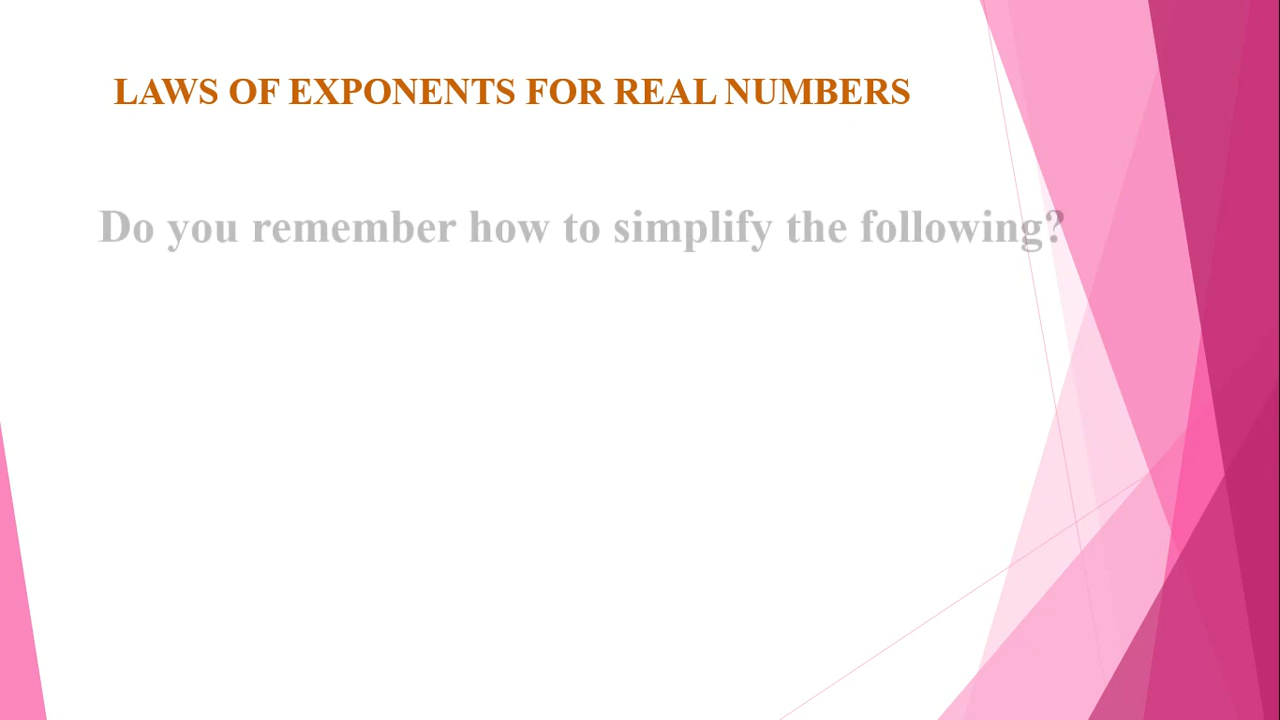 LAWS OF EXPONENTS FOR REAL NUMBERS
Do you remember how to simplify the following?